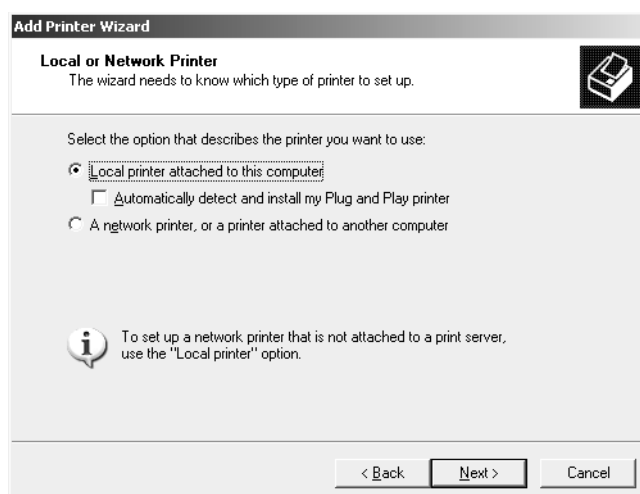 Add Printer Wizard
Local or Network Printer
The wizard needs to know which type of printer to set up.
Select the option that describes the printer you want to use:
Local printer attached to this computer
Automatically detect and install my Plug and Play printer
A network printer, or a printer attached to another computer
To set up a network printer that is not attached to a print server,
use the "Local printer" option.
< Back Next > Cancel